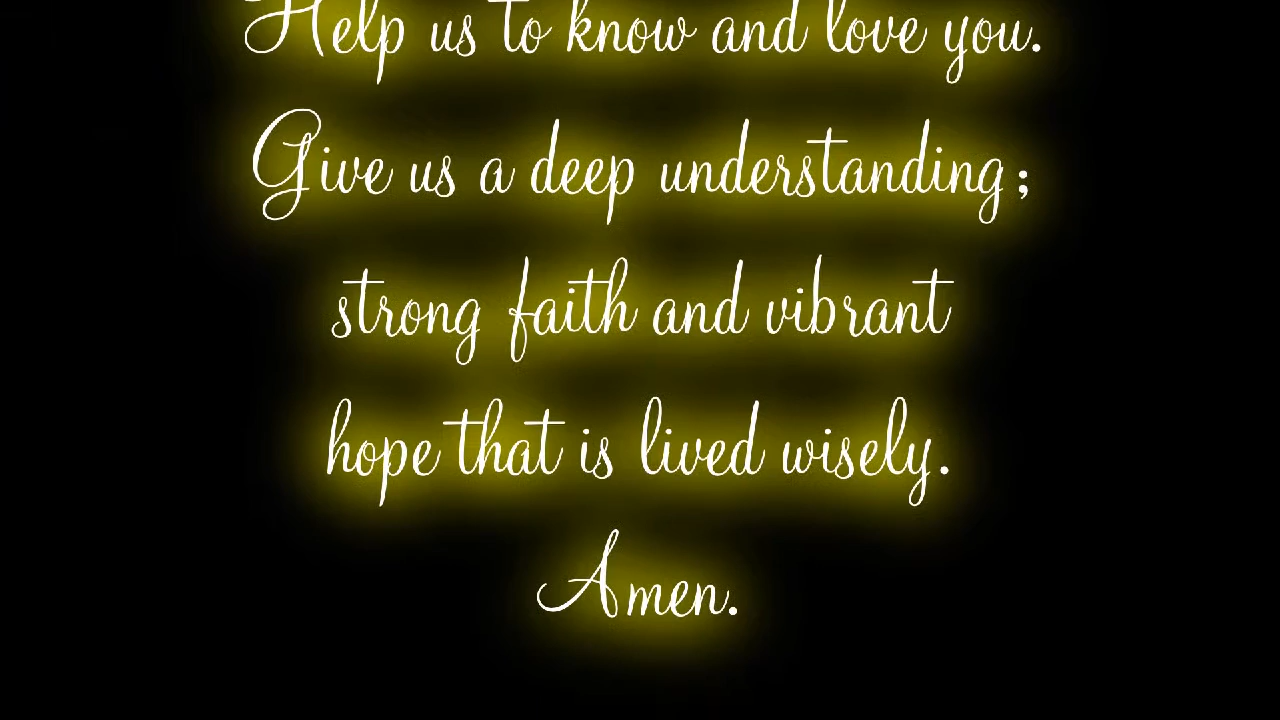 Help us to know and love you.
Give us a deep understanding;
strong faith and vibrant
hope that is lived wisely.
Amen.